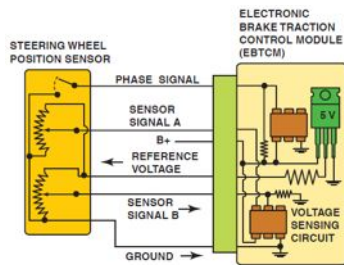 ELECTRONIC
BRAKE TRACTION
CONTROL MODULE
(EBTCM)
STEERING WHEEL
POSITION SENSOR
PHASE SIGNAL
SENSOR
SIGNAL A
5 V
B+
REFERENCE
VOLTAGE
SENSOR
SIGNAL B
VOLTAGE
SENSING
CIRCUIT
GROUND